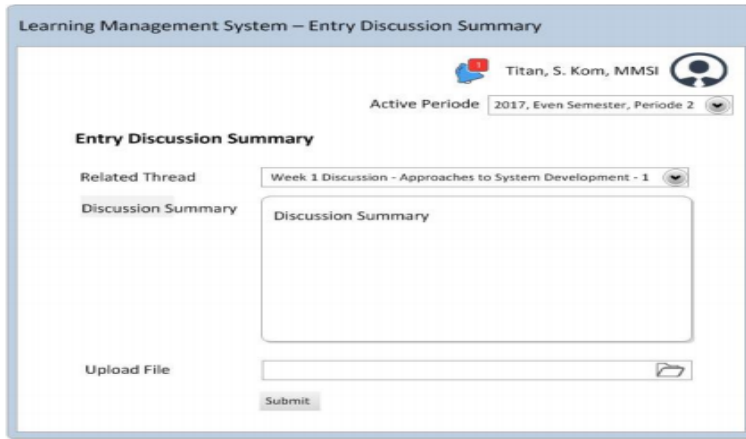 Learning Management System – Entry Discussion Summary
1
Titan, S. Kom, MMSI
Active Periode 2017, Even Semester, Periode 2
Entry Discussion Summary
Related Thread Week 1 Discussion - Approaches to System Development - 1
Discussion Summary
Discussion Summary
Upload File
Submit